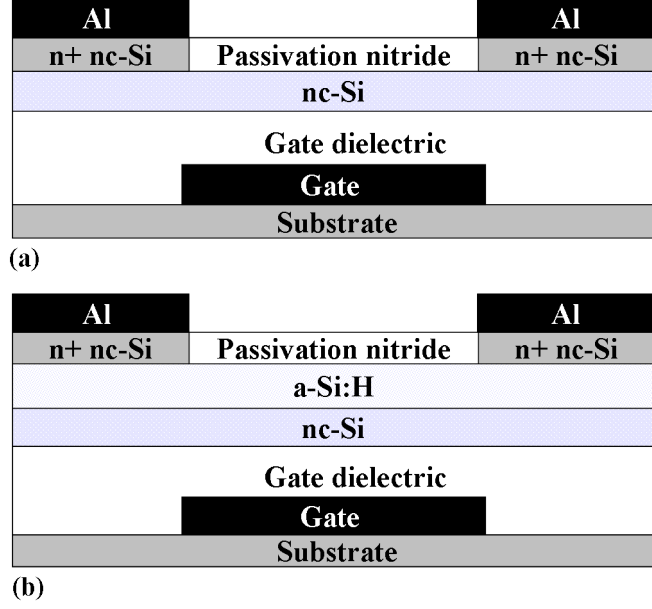 Al Al
n+ nc-Si Passivation nitride n+ nc-Si
nc-Si
Gate dielectric
Gate
Substrate
(a)
Al Al
n+ nc-Si Passivation nitride n+ nc-Si
a-Si:H
nc-Si
Gate dielectric
Gate
Substrate
(b)